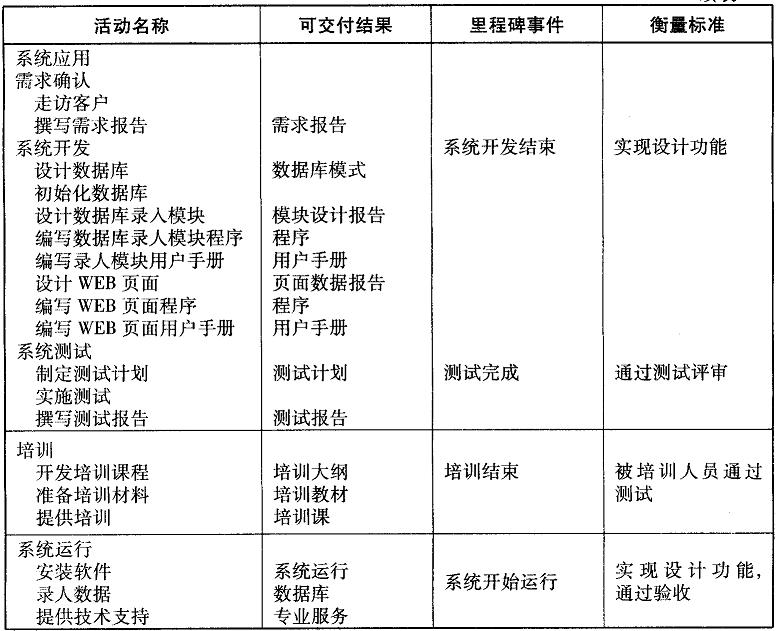 活动名称 可交付结果 里程碑事件 衡量标准
系统应用
需求确认
走访客户
撰写需求报告 需求报告
系统开发 系统开发结束 实现设计功能
设计数据库 数据库模式
初始化数据库
设计数据库录人模块 模块设计报告
编写数据库录人模块程序 程序
编写录人模块用户手册 用户手册
设计 WEB 页面 页面数据报告
编写 WEB 页面程序 程序
编写 WEB 页面用户手册 用户手册
系统测试
制定测试计划 测试计划 测试完成 通过测试评审
实施测试
撰写测试报告 测试报告
培训
开发培训课程 培训大纲 培训结束 被培训人员通过
准备培训材料 培训教材 测试
提供培训 培训课
系统运行
安装软件 系统运行 系统开始运行 实现设计功能,
录人数据 数据库 通过验收
提供技术支持 专业服务